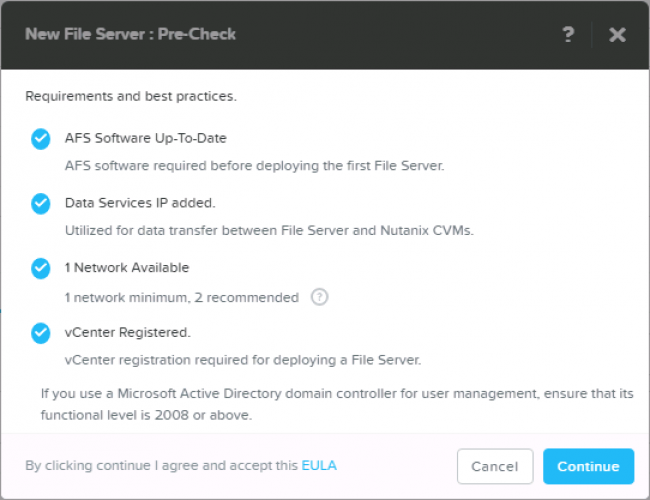 New File Server : Pre-Check
?
Requirements and best practices.
AFS Software Up-To-Date
AFS software required before deploying the first File Server.
Data Services IP added.
Utilized for data transfer between File Server and Nutanix CVMs.
1 Network Available
1 network minimum, 2 recommended ?
vCenter Registered.
vCenter registration required for deploying a File Server.
If you use a Microsoft Active Directory domain controller for user management, ensure that its
functional level is 2008 or above.
By clicking continue I agree and accept this EULA
Cancel
Continue